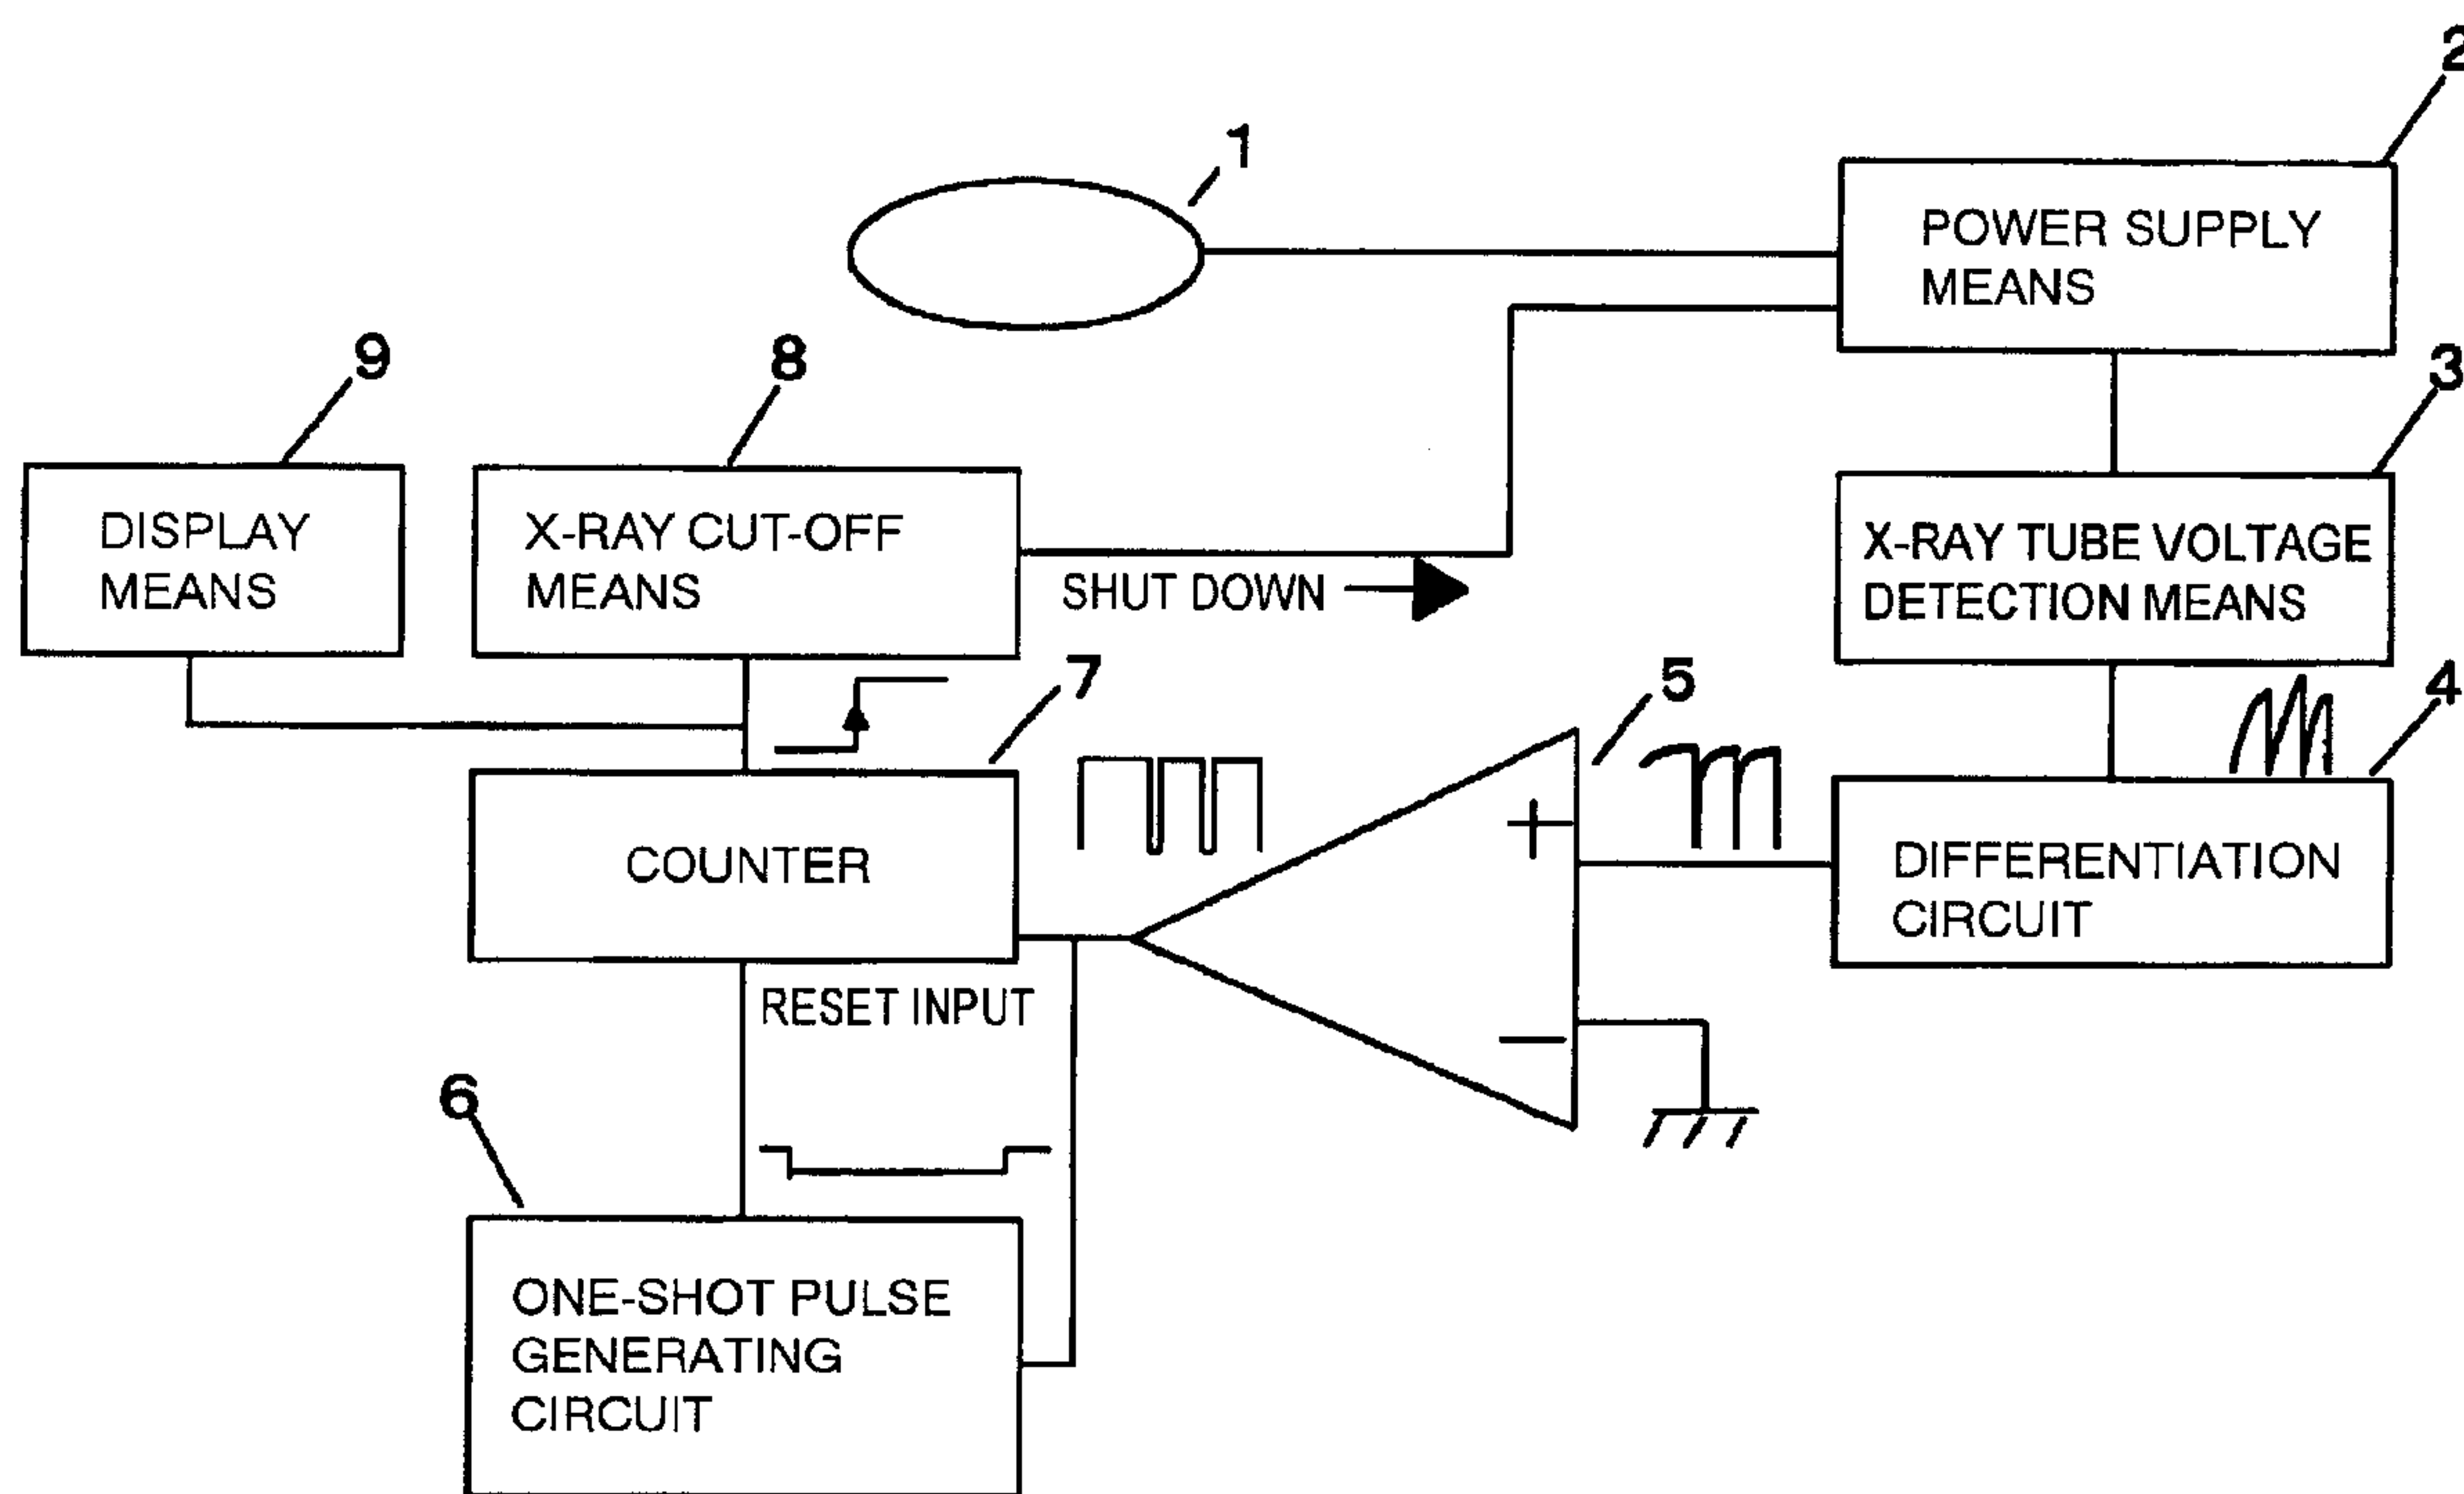 2
1
POWER SUPPLY
MEANS
9
8
3
DISPLAY
MEANS
X-RAY CUT-OFF
MEANS
SHUT DOWN
X-RAY TUBE VOLTAGE
DETECTION MEANS
7
5
4
+
COUNTER
DIFFERENTIATION
CIRCUIT
RESET INPUT
−
6
ONE-SHOT PULSE
GENERATING
CIRCUIT